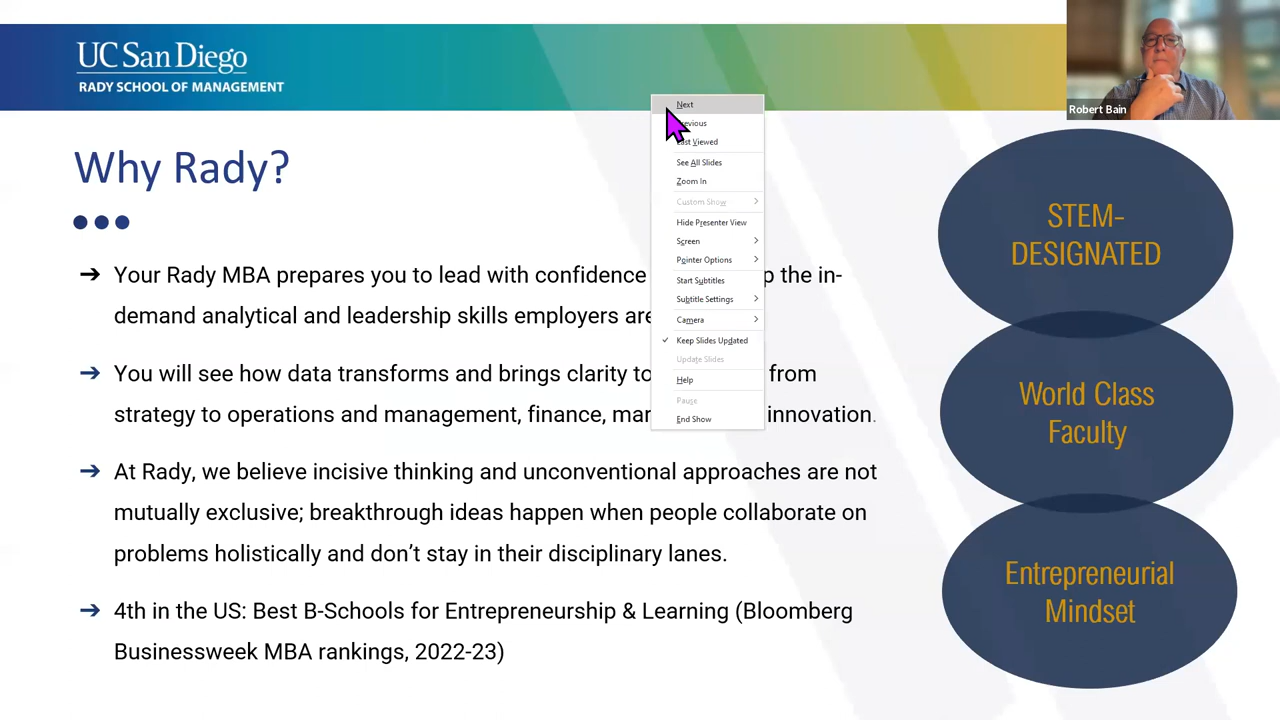 UC San Diego
RADY SCHOOL OF MANAGEMENT
Robert Bain
Why Rady?
➔ Your Rady MBA prepares you to lead with confidence p the in-
demand analytical and leadership skills employers are
➔ You will see how data transforms and brings clarity to from
strategy to operations and management, finance, mar innovation.
➔ At Rady, we believe incisive thinking and unconventional approaches are not
mutually exclusive; breakthrough ideas happen when people collaborate on
problems holistically and don’t stay in their disciplinary lanes.
➔ 4th in the US: Best B-Schools for Entrepreneurship & Learning (Bloomberg
Businessweek MBA rankings, 2022-23)
Next
revious
ast Viewed
See All Slides
Zoom In
Custom Show
Hide Presenter View
Screen
Pointer Options
Start Subtitles
Subtitle Settings
Camera
Keep Slides Updated
Update Slides
Help
Pause
End Show
STEM-
DESIGNATED
World Class
Faculty
Entrepreneurial
Mindset